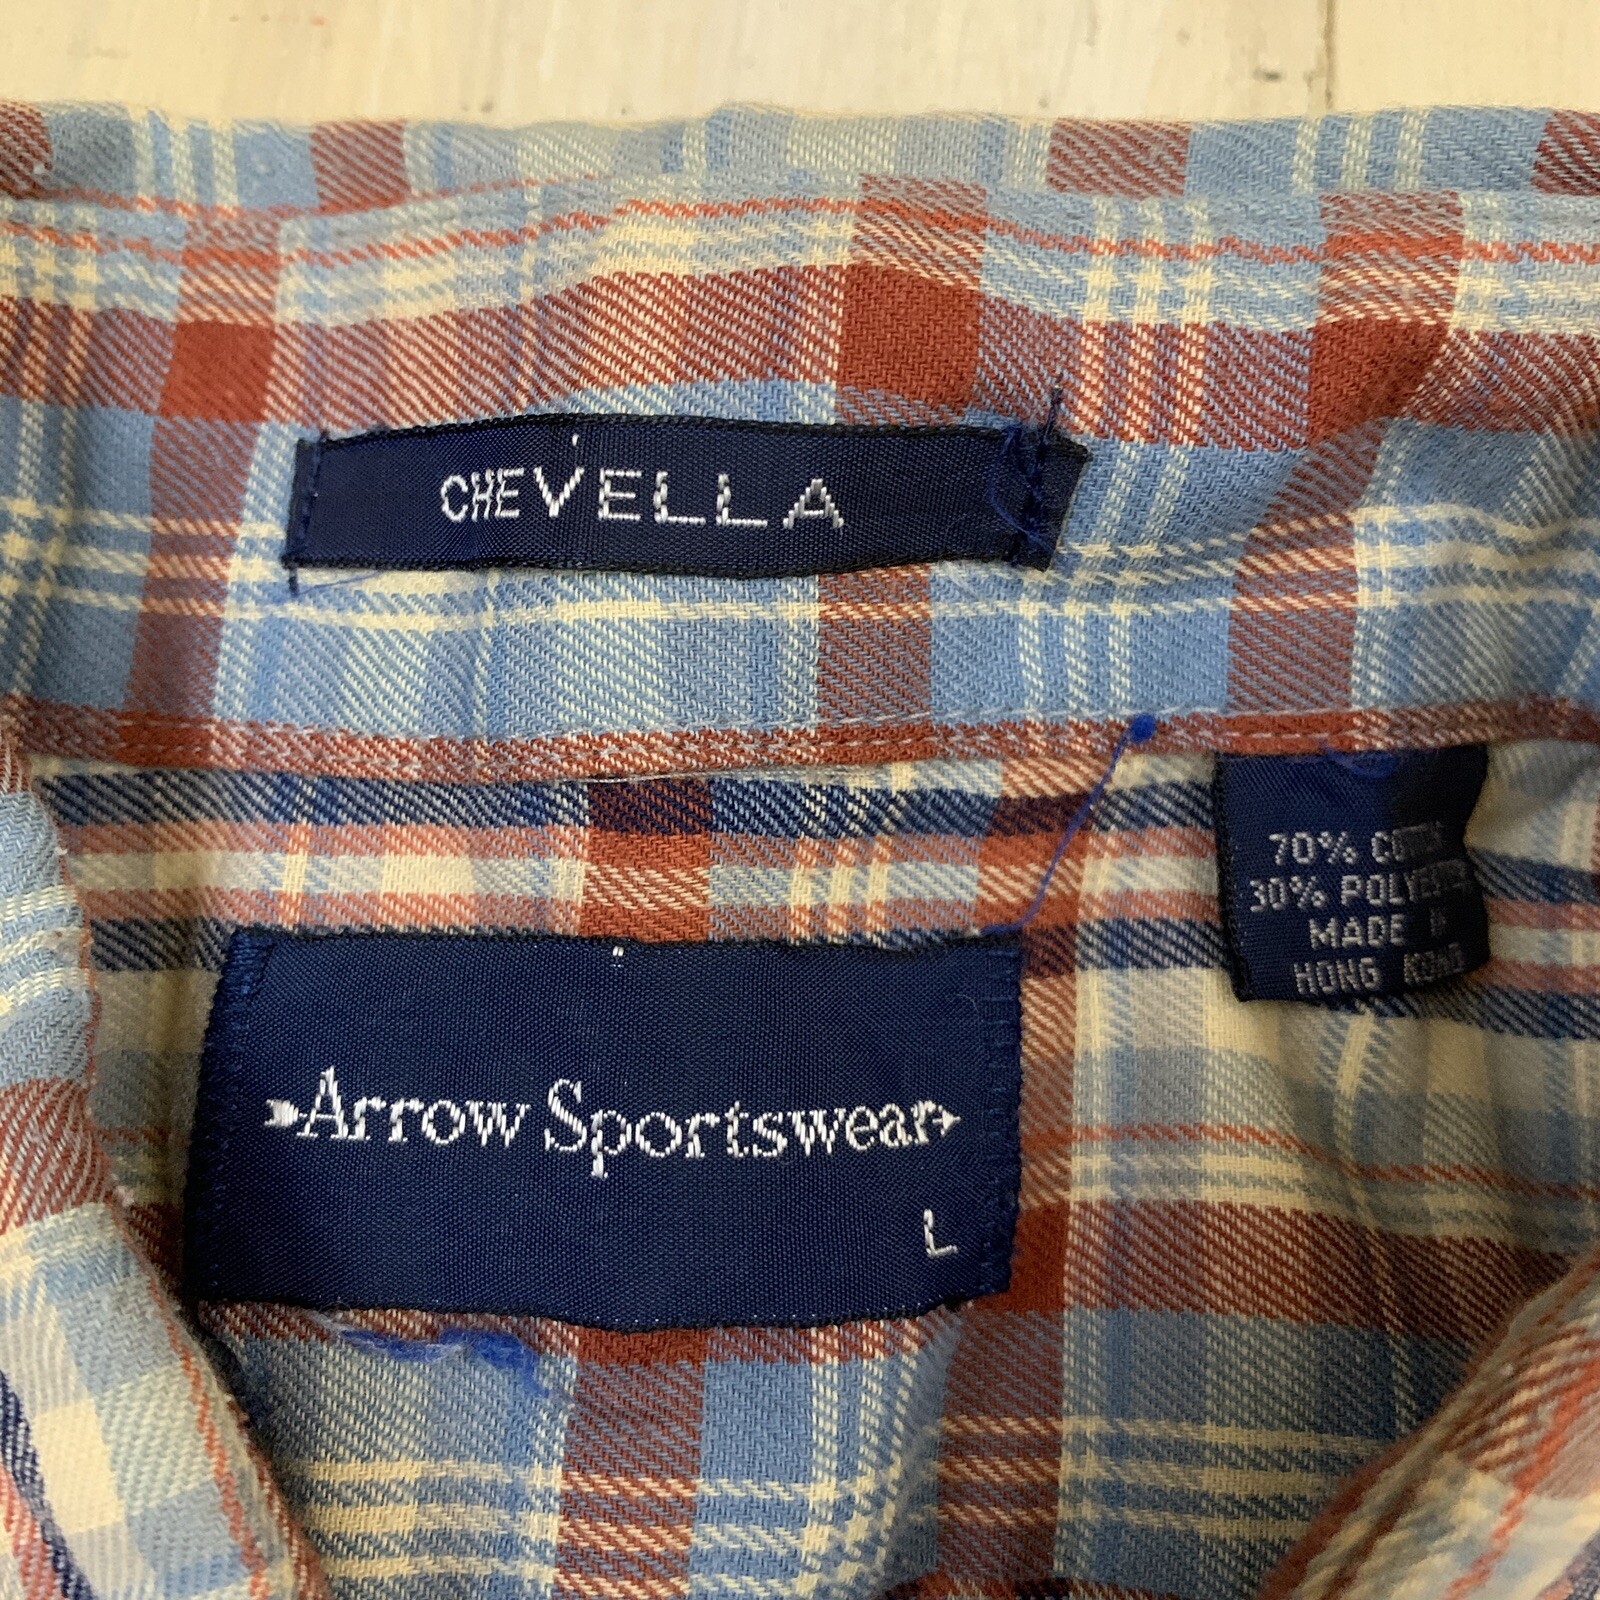 CHEVELLA
70% COTTON
30% POLYESTER
MADE IN
HONG KONG
Arrow Sportswear
L